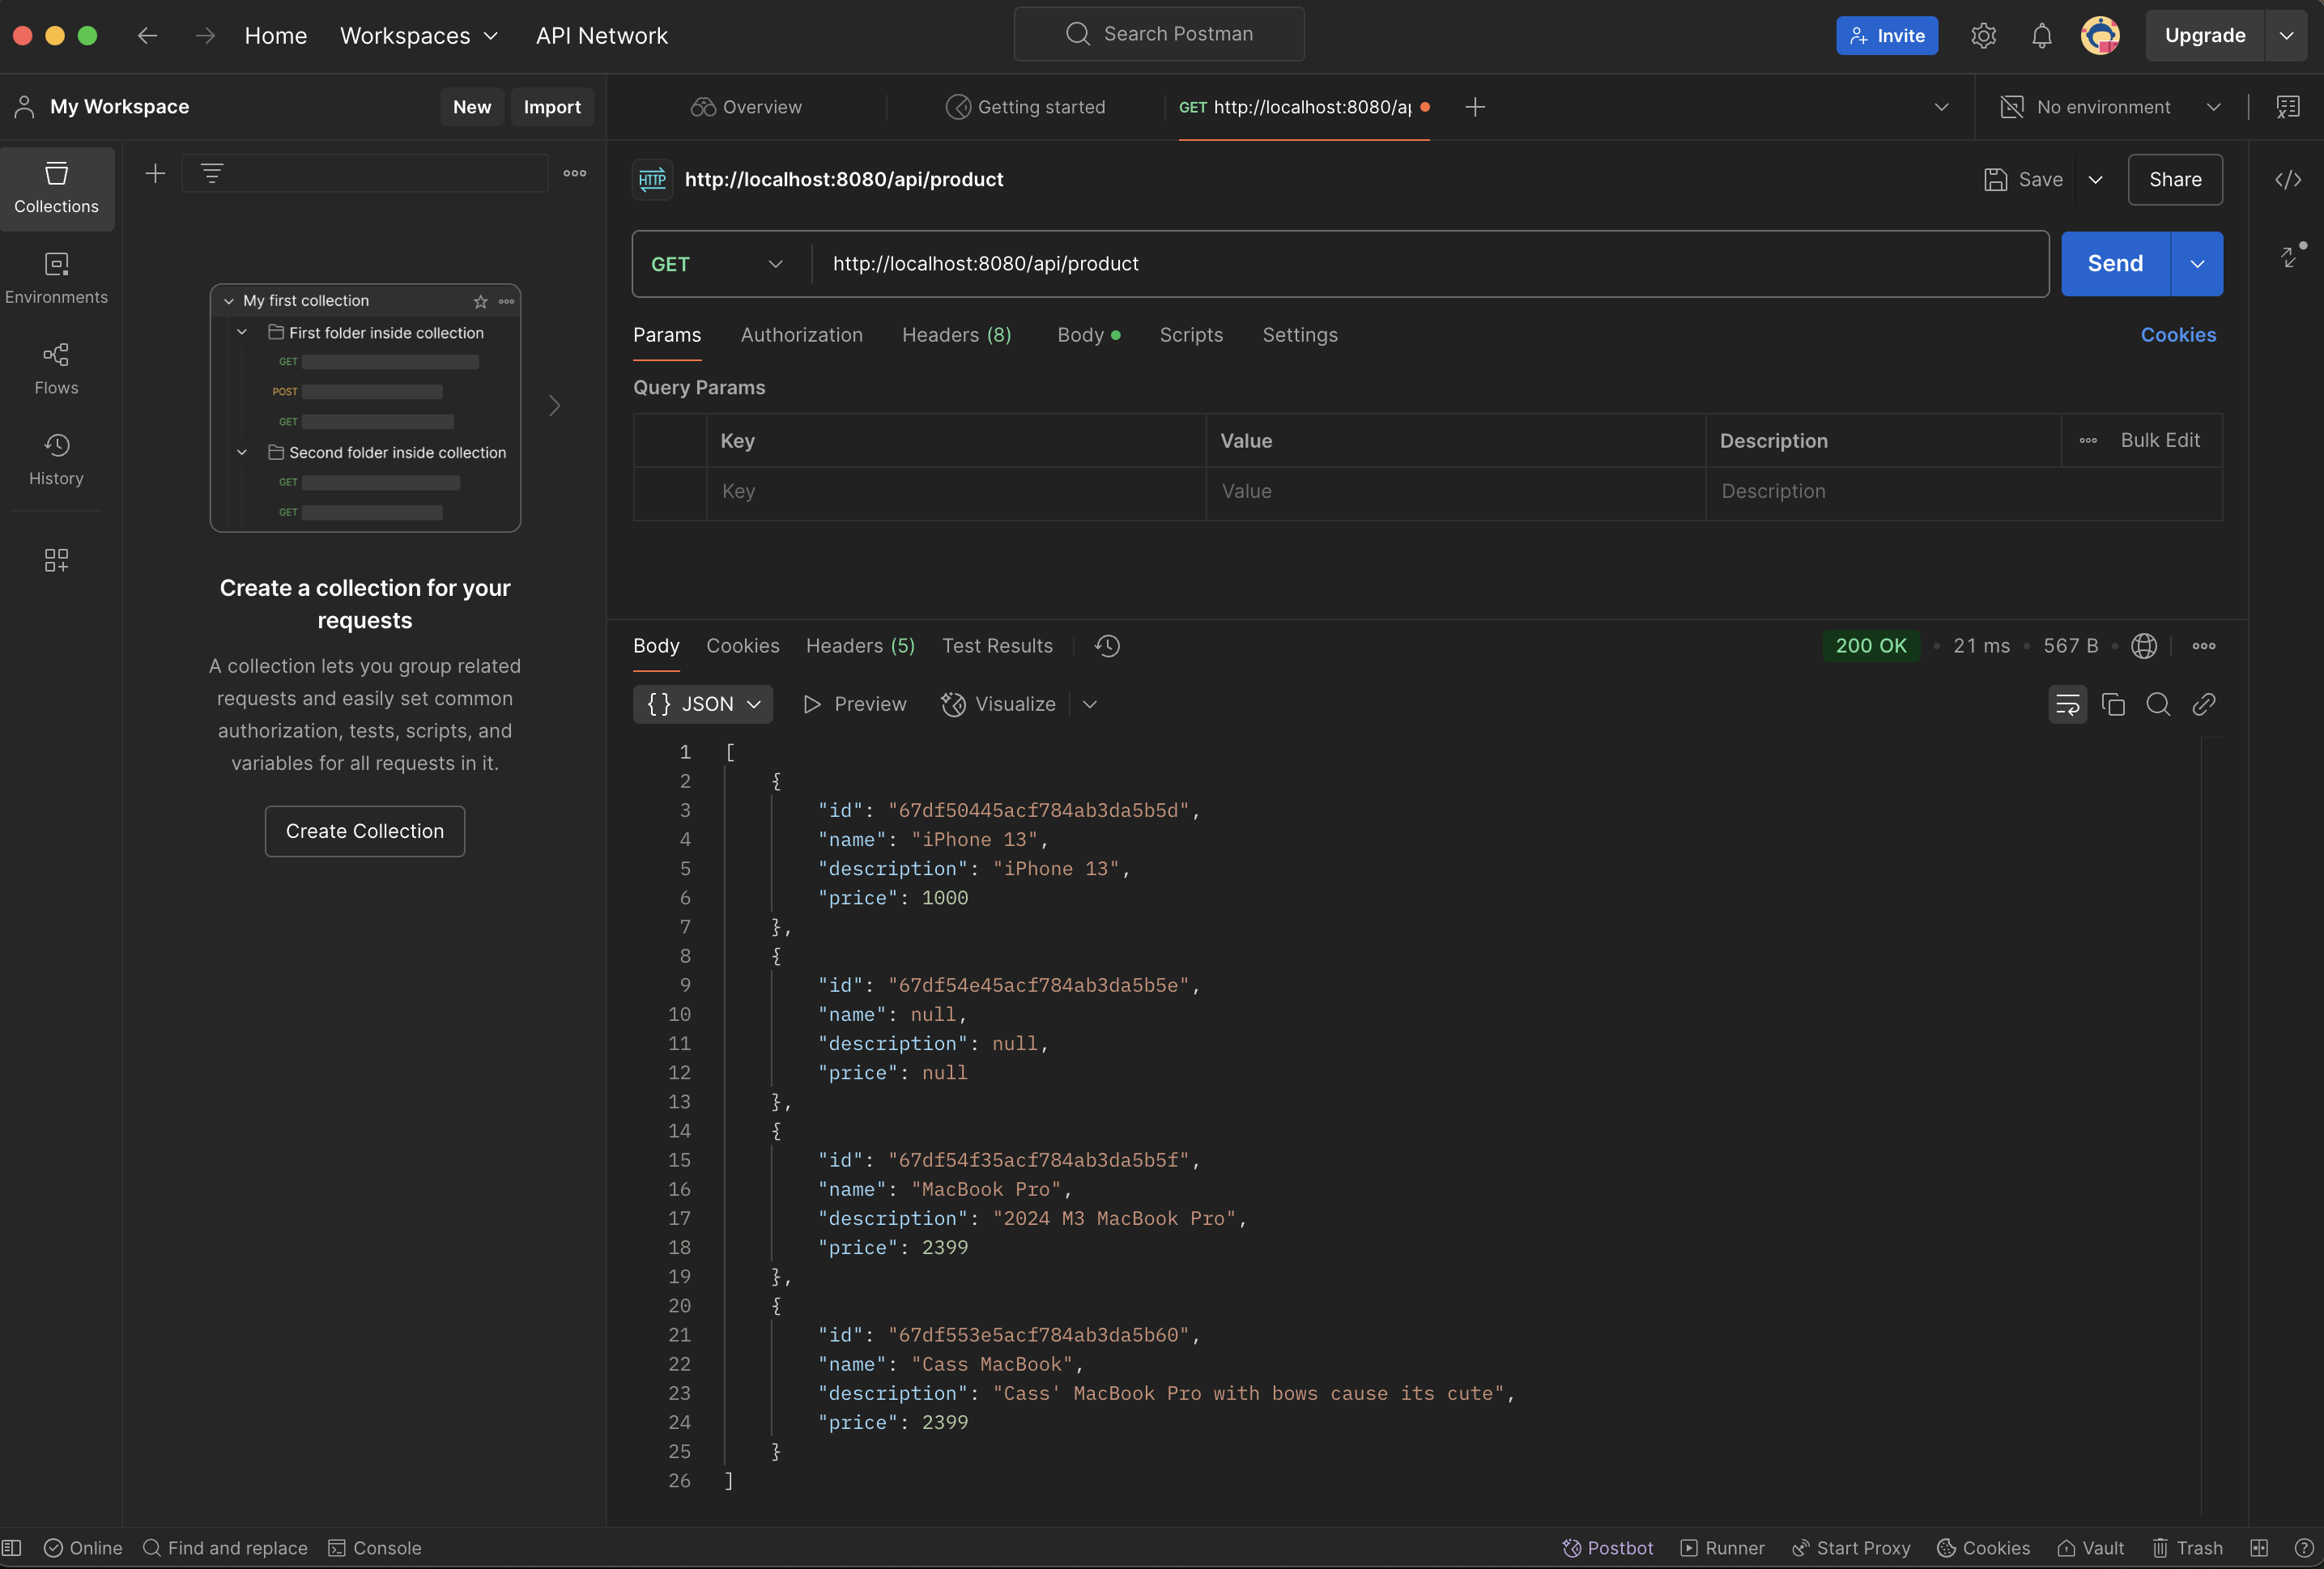 Home Workspaces API Network Search Postman Invite Upgrade
My Workspace New Import Overview Getting started GET http://localhost:8080/ap No environment
Collections
Environments
Flows
History
My first collection
First folder inside collection
GET
POST
GET
Second folder inside collection
GET
GET
Create a collection for your
requests
A collection lets you group related
requests and easily set common
authorization, tests, scripts, and
variables for all requests in it.
Create Collection
HTTP http://localhost:8080/api/product Save Share
GET http://localhost:8080/api/product Send
Params Authorization Headers (8) Body Scripts Settings Cookies
Query Params
Key Value Description Bulk Edit
Key Value Description
Body Cookies Headers (5) Test Results 200 OK 21 ms 567 B
{} JSON Preview Visualize
1 [
2 {
3 "id": "67df50445acf784ab3da5b5d",
4 "name": "iPhone 13",
5 "description": "iPhone 13",
6 "price": 1000
7 },
8 {
9 "id": "67df54e45acf784ab3da5b5e",
10 "name": null,
11 "description": null,
12 "price": null
13 },
14 {
15 "id": "67df54f35acf784ab3da5b5f",
16 "name": "MacBook Pro",
17 "description": "2024 M3 MacBook Pro",
18 "price": 2399
19 },
20 {
21 "id": "67df553e5acf784ab3da5b60",
22 "name": "Cass MacBook",
23 "description": "Cass' MacBook Pro with bows cause its cute",
24 "price": 2399
25 }
26 ]
Online Find and replace Console Postbot Runner Start Proxy Cookies Vault Trash